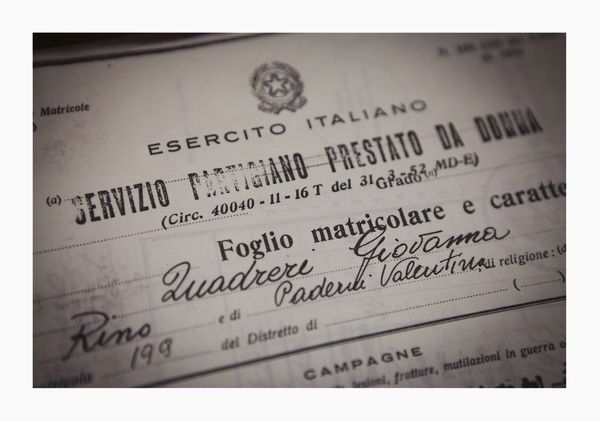 Matricole
ESERCITO ITALIANO
(a) SERVIZIO PARTIGIANO PRESTATO DA DONNA
(Circ. 40040 - 11 - 16 T del 31-3-52 MD-E)
Grado
Foglio matricolare e caratte
Quadreri Giovanna
Rino e di Paderni Valentina di religione: (d
199 del Distretto di
CAMPAGNE
lesioni, fratture, mutilazioni in guerra o